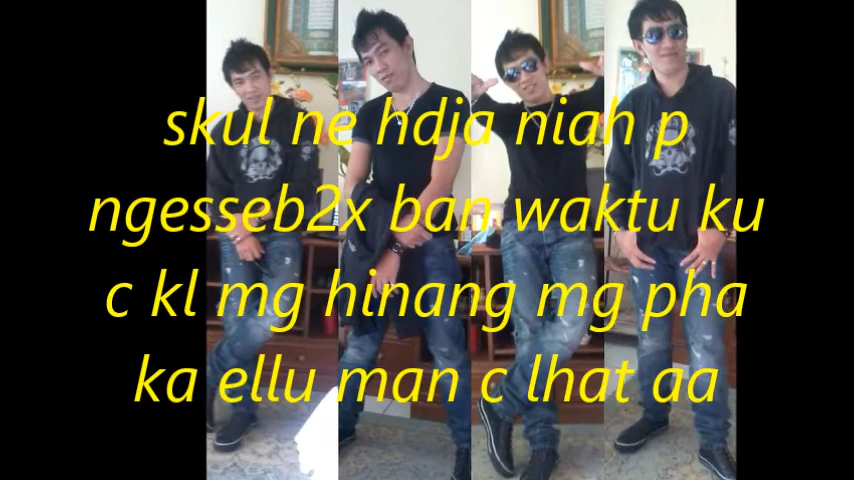 skul ne hdja niah p
ngesseb2x ban waktu ku
c kl mg hinang mg pha
ka ellu man c lhat aa